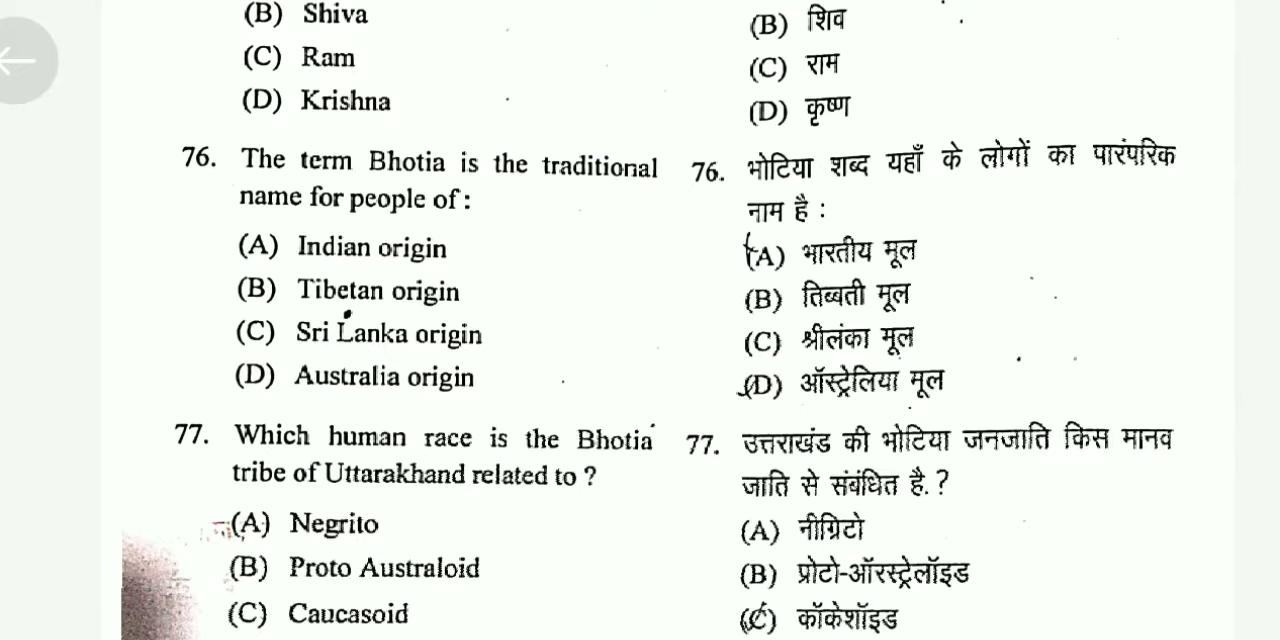 (B) Shiva
(C) Ram
(D) Krishna
76. The term Bhotia is the traditional
name for people of :
(A) Indian origin
(B) Tibetan origin
(C) Sri Lanka origin
(D) Australia origin
77. Which human race is the Bhotia
tribe of Uttarakhand related to ?
(A) Negrito
(B) Proto Australoid
(C) Caucasoid
(B) शिव
(C) राम
(D) कृष्ण
76. भोटिया शब्द यहाँ के लोगों का पारंपरिक
नाम है :
(A) भारतीय मूल
(B) तिब्बती मूल
(C) श्रीलंका मूल
(D) ऑस्ट्रेलिया मूल
77. उत्तराखंड की भोटिया जनजाति किस मानव
जाति से संबंधित है. ?
(A) नीग्रिटो
(B) प्रोटो-ऑरस्ट्रेलॉइड
(C) कॉकेशॉइड